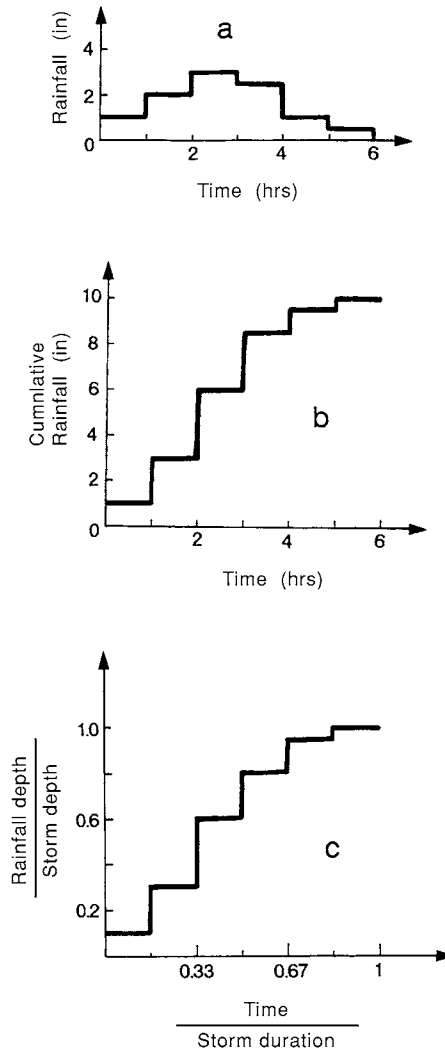 a
4
2
0
Rainfall (in)
2
4
6
Time (hrs)
10
8
6
4
2
0
Cumnlative
Rainfall (in)
b
2
4
6
Time (hrs)
1.0
0.6
0.2
Rainfall depth
Storm depth
c
0.33
0.67
1
Time
Storm duration